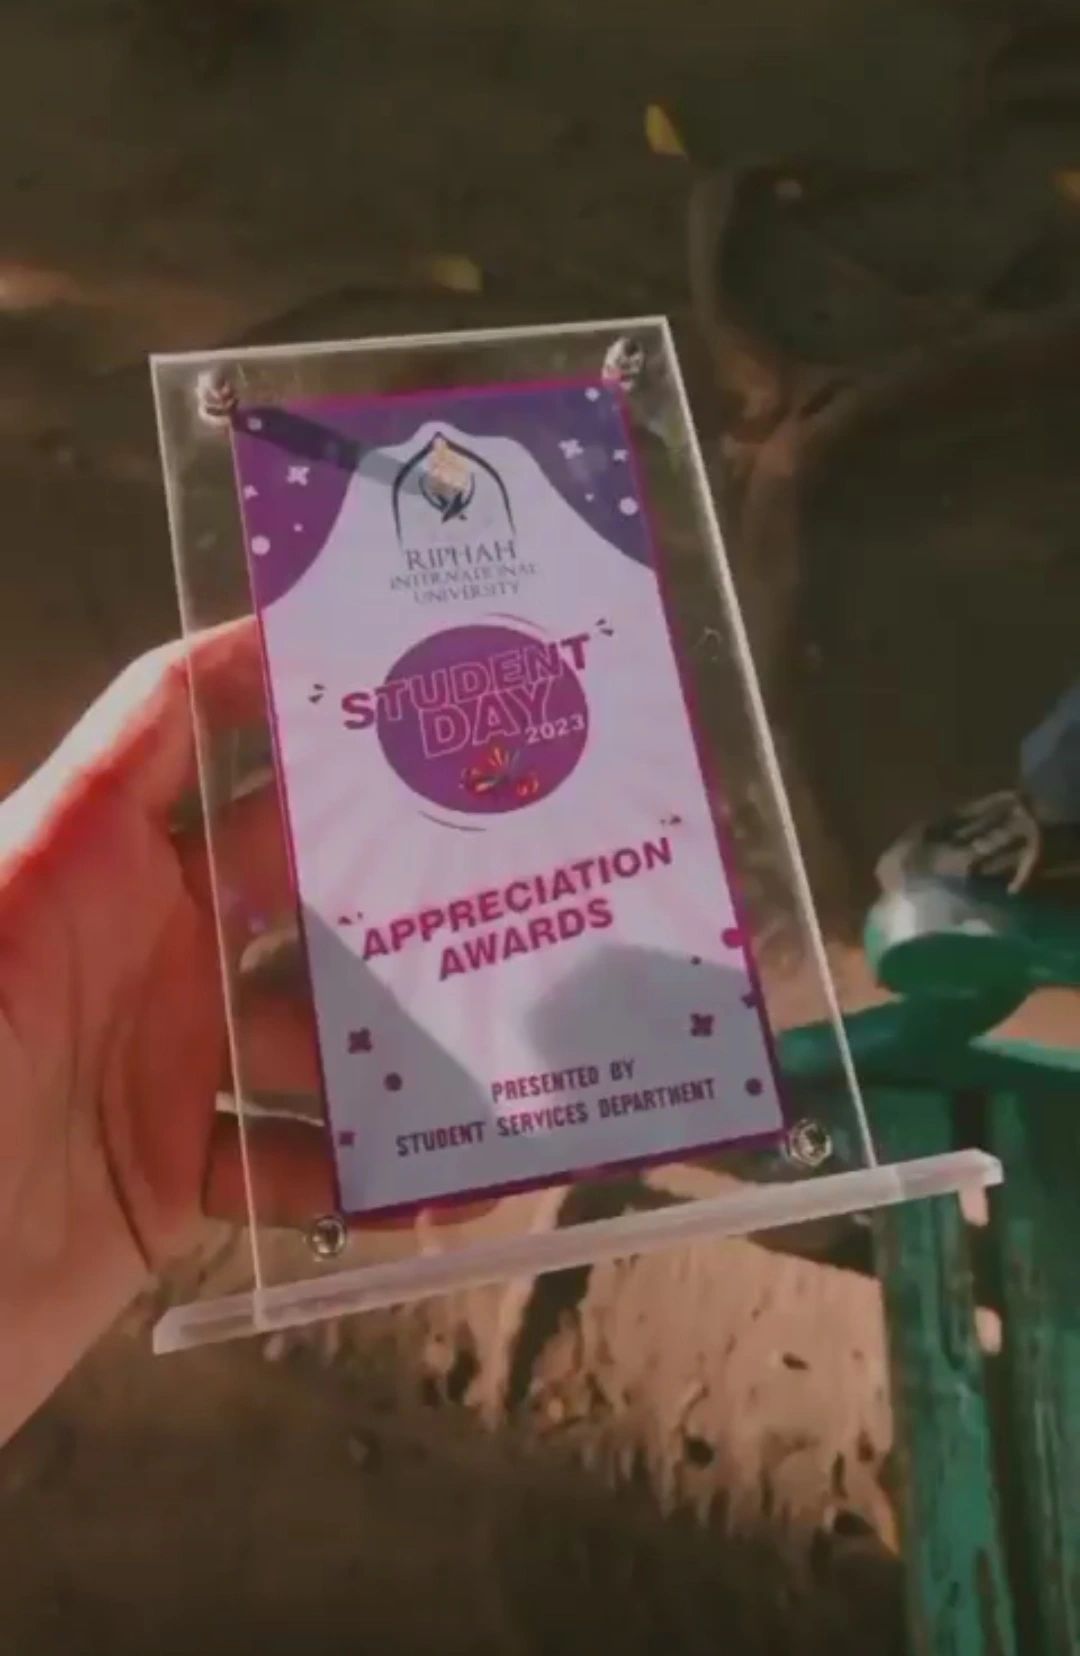 RIPHAH
INTERNATIONAL
UNIVERSITY
STUDENT
DAY
2023
APPRECIATION
AWARDS
PRESENTED BY
STUDENT SERVICES DEPARTMENT